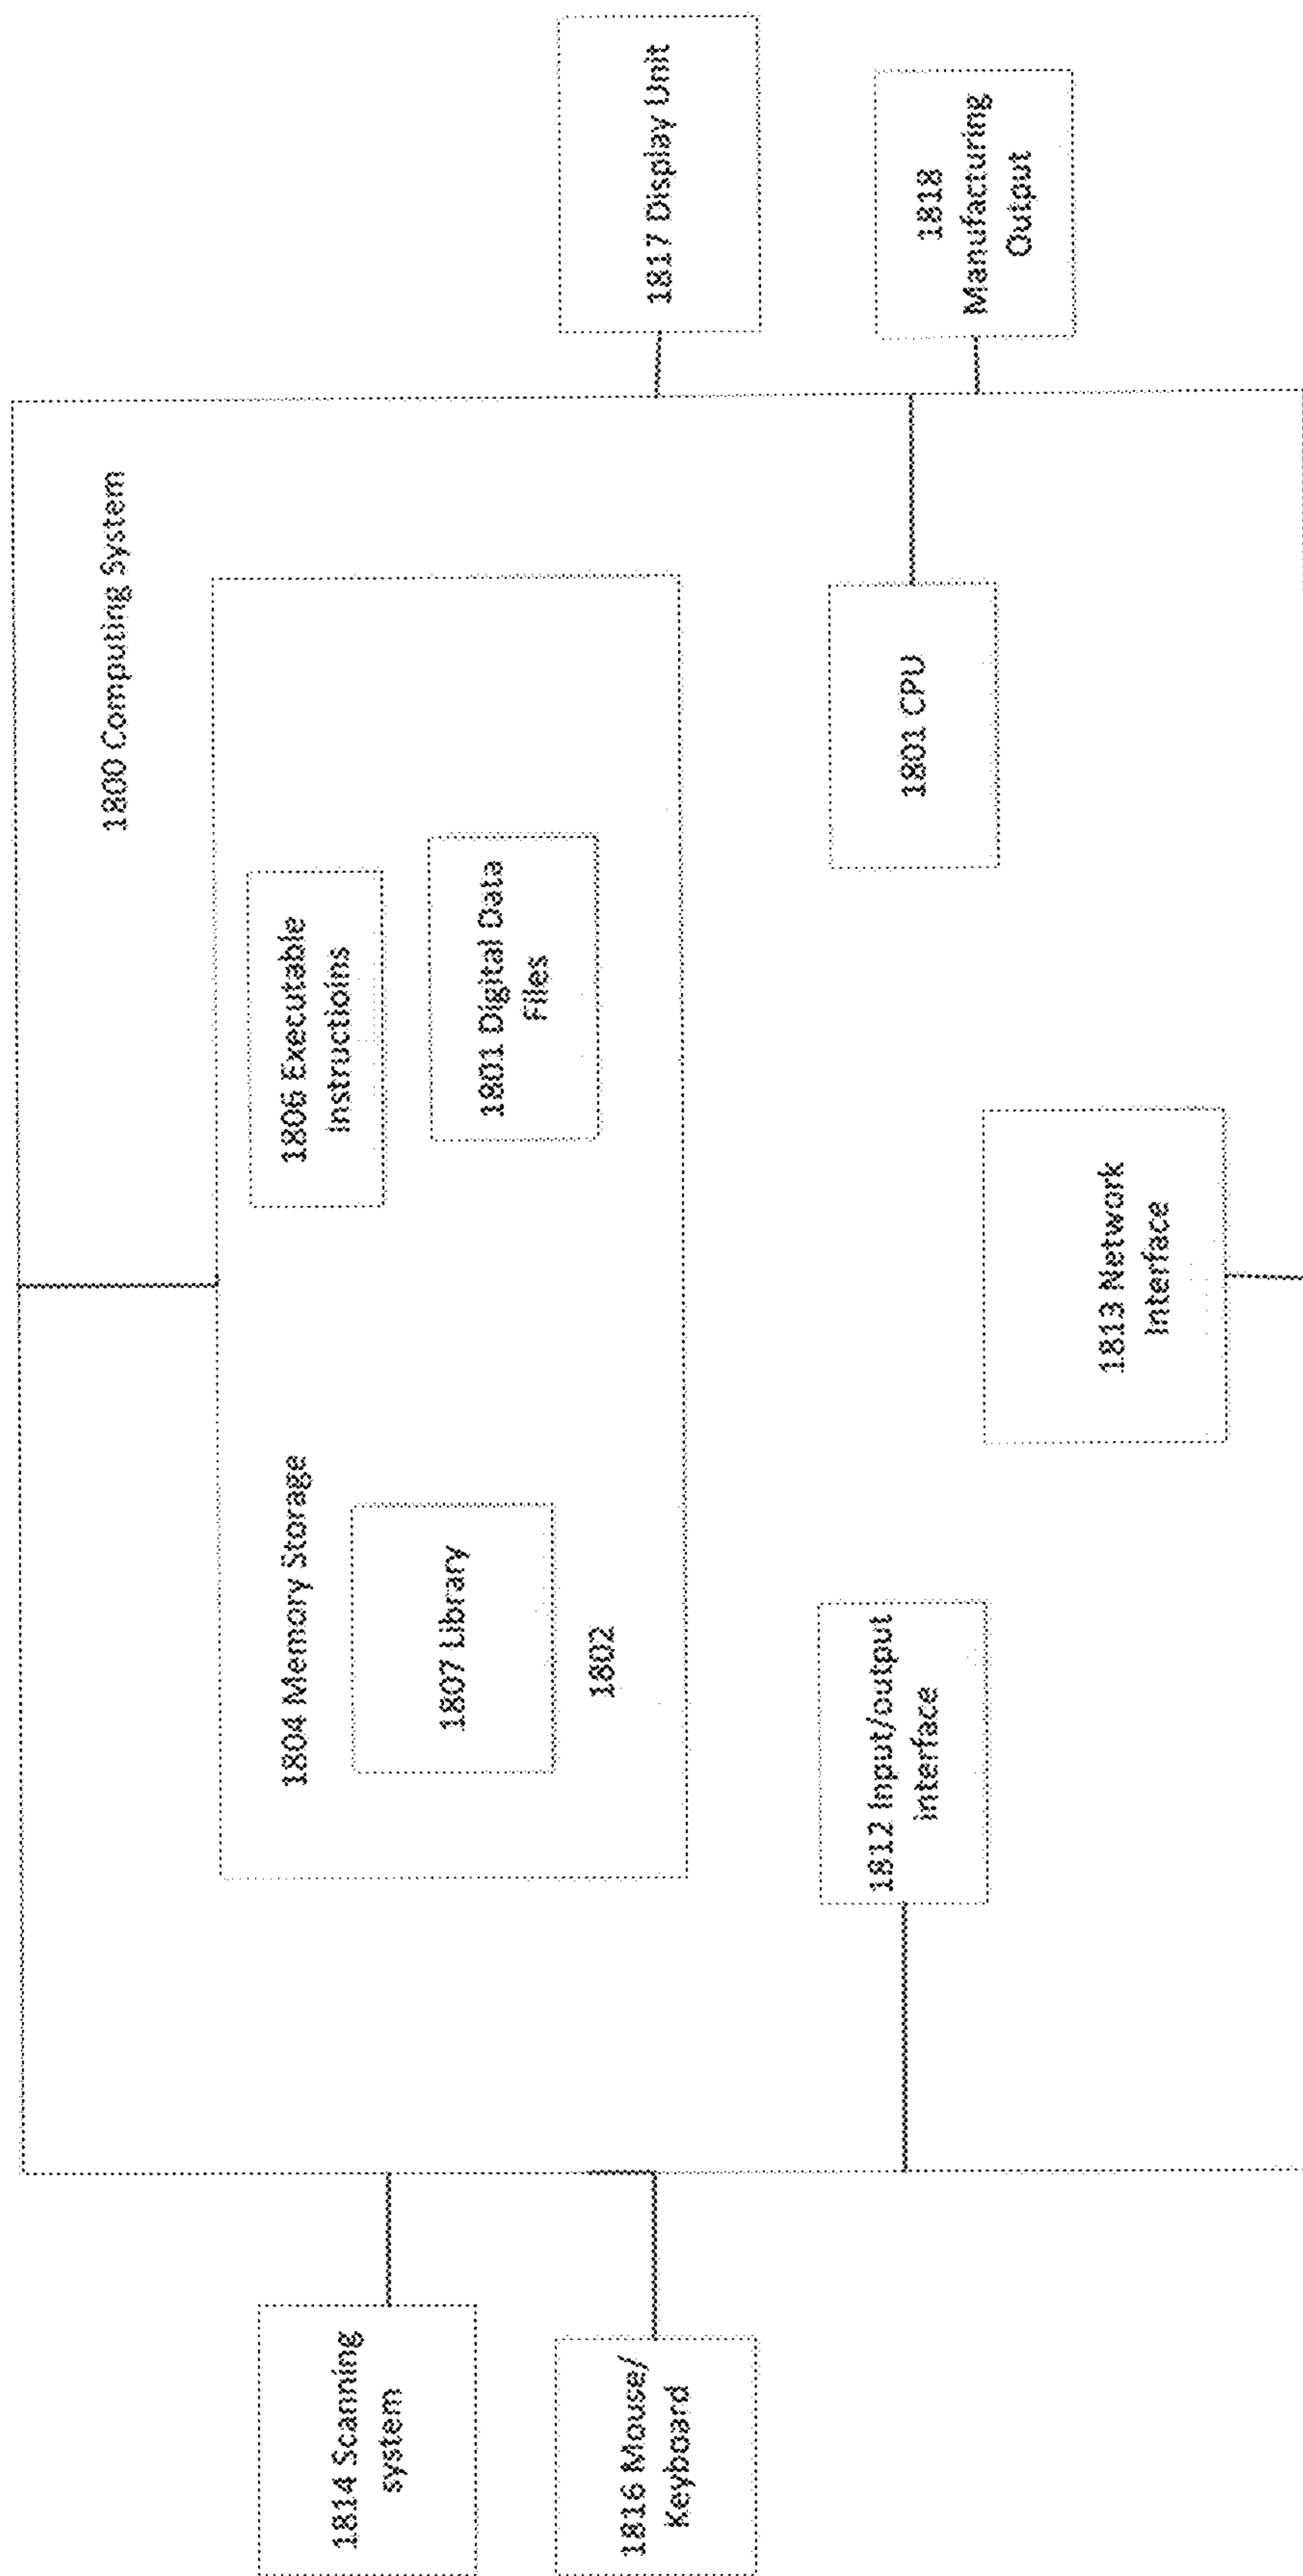 1800 Computing System
1804 Memory Storage
1806 Executable
Instructioins
1807 Library
1801 Digital Data
Files
1802
1814 Scanning
system
1816 Mouse/
Keyboard
1817 Display Unit
1812 Input/output
interface
1801 CPU
1818
Manufacturing
Output
1813 Network
Interface